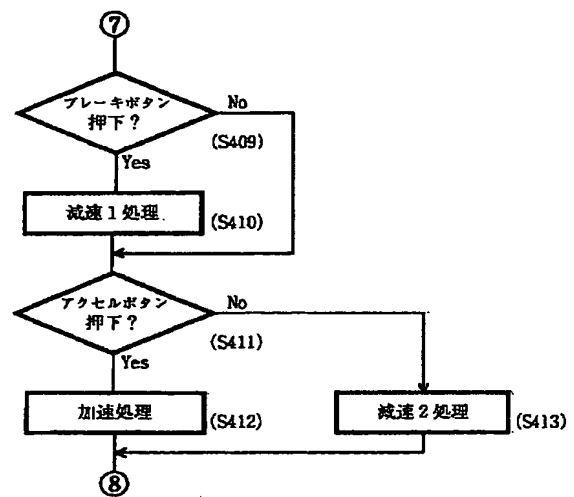 ⑦
ブレーキボタン
押下？
No
(S409)
Yes
減速1処理
(S410)
アクセルボタン
押下？
No
(S411)
Yes
加速処理
(S412)
減速2処理
(S413)
⑧